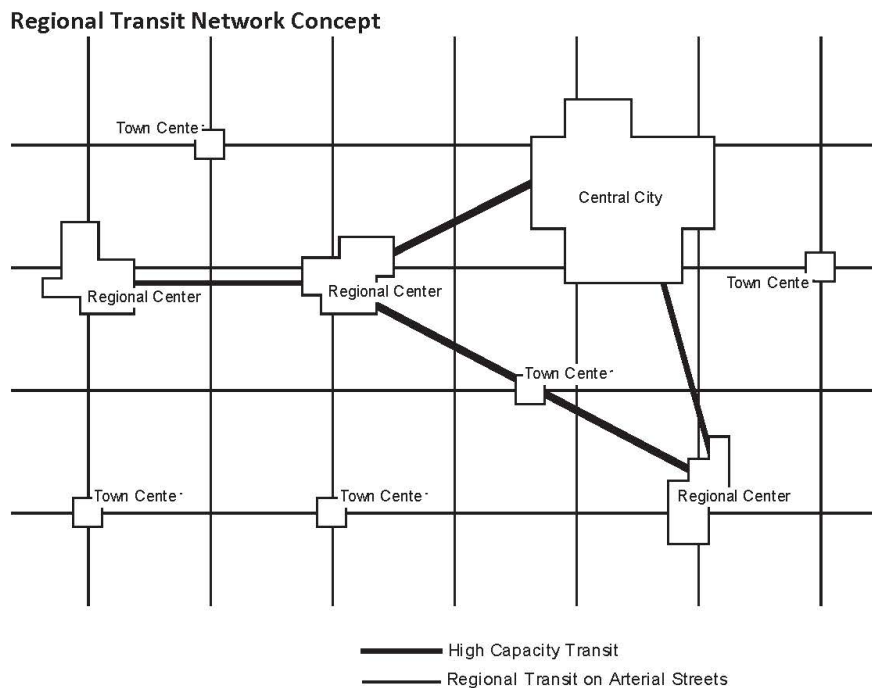 Regional Transit Network Concept
Town Cente
Central City
Town Cente
Regional Center
Regional Center
Town Center
Town Cente
Town Cente
Regional Center
High Capacity Transit
Regional Transit on Arterial Streets